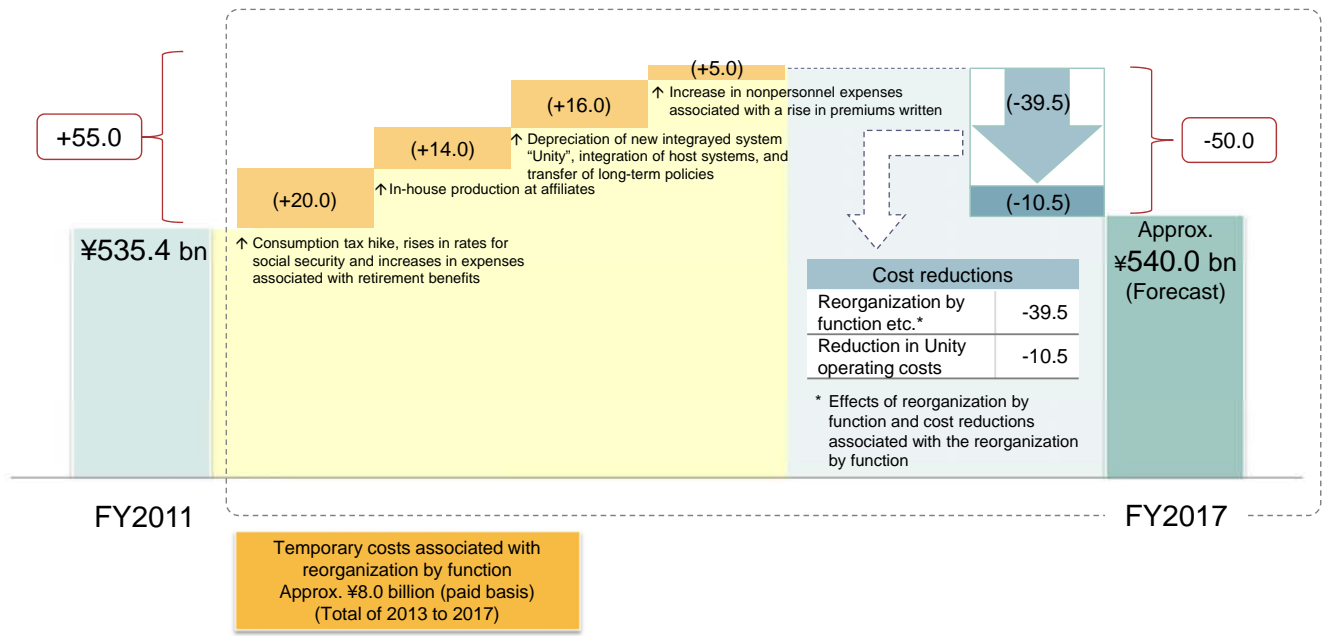 +55.0
¥535.4 bn
FY2011
(+20.0)
↑ Consumption tax hike, rises in rates for
social security and increases in expenses
associated with retirement benefits
(+14.0)
↑ In-house production at affiliates
(+16.0)
↑ Depreciation of new integrayed system
“Unity”, integration of host systems, and
transfer of long-term policies
(+5.0)
↑ Increase in nonpersonnel expenses
associated with a rise in premiums written
(-39.5)
(-10.5)
-50.0
Cost reductions
Reorganization by
function etc.*
-39.5
Reduction in Unity
operating costs
-10.5
* Effects of reorganization by
function and cost reductions
associated with the reorganization
by function
Approx.
¥540.0 bn
(Forecast)
FY2017
Temporary costs associated with
reorganization by function
Approx. ¥8.0 billion (paid basis)
(Total of 2013 to 2017)